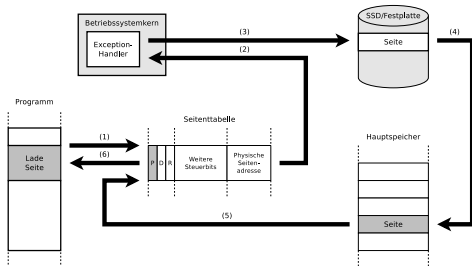 Betriebssystemkern
Exception-
Handler
(3)
(2)
SSD/Festplatte
Seite
(4)
Programm
Lade
Seite
(1)
(6)
Seitenttabelle
P D R
Weitere
Steuerbits
Physische
Seiten-
adresse
Hauptspeicher
(5)
Seite